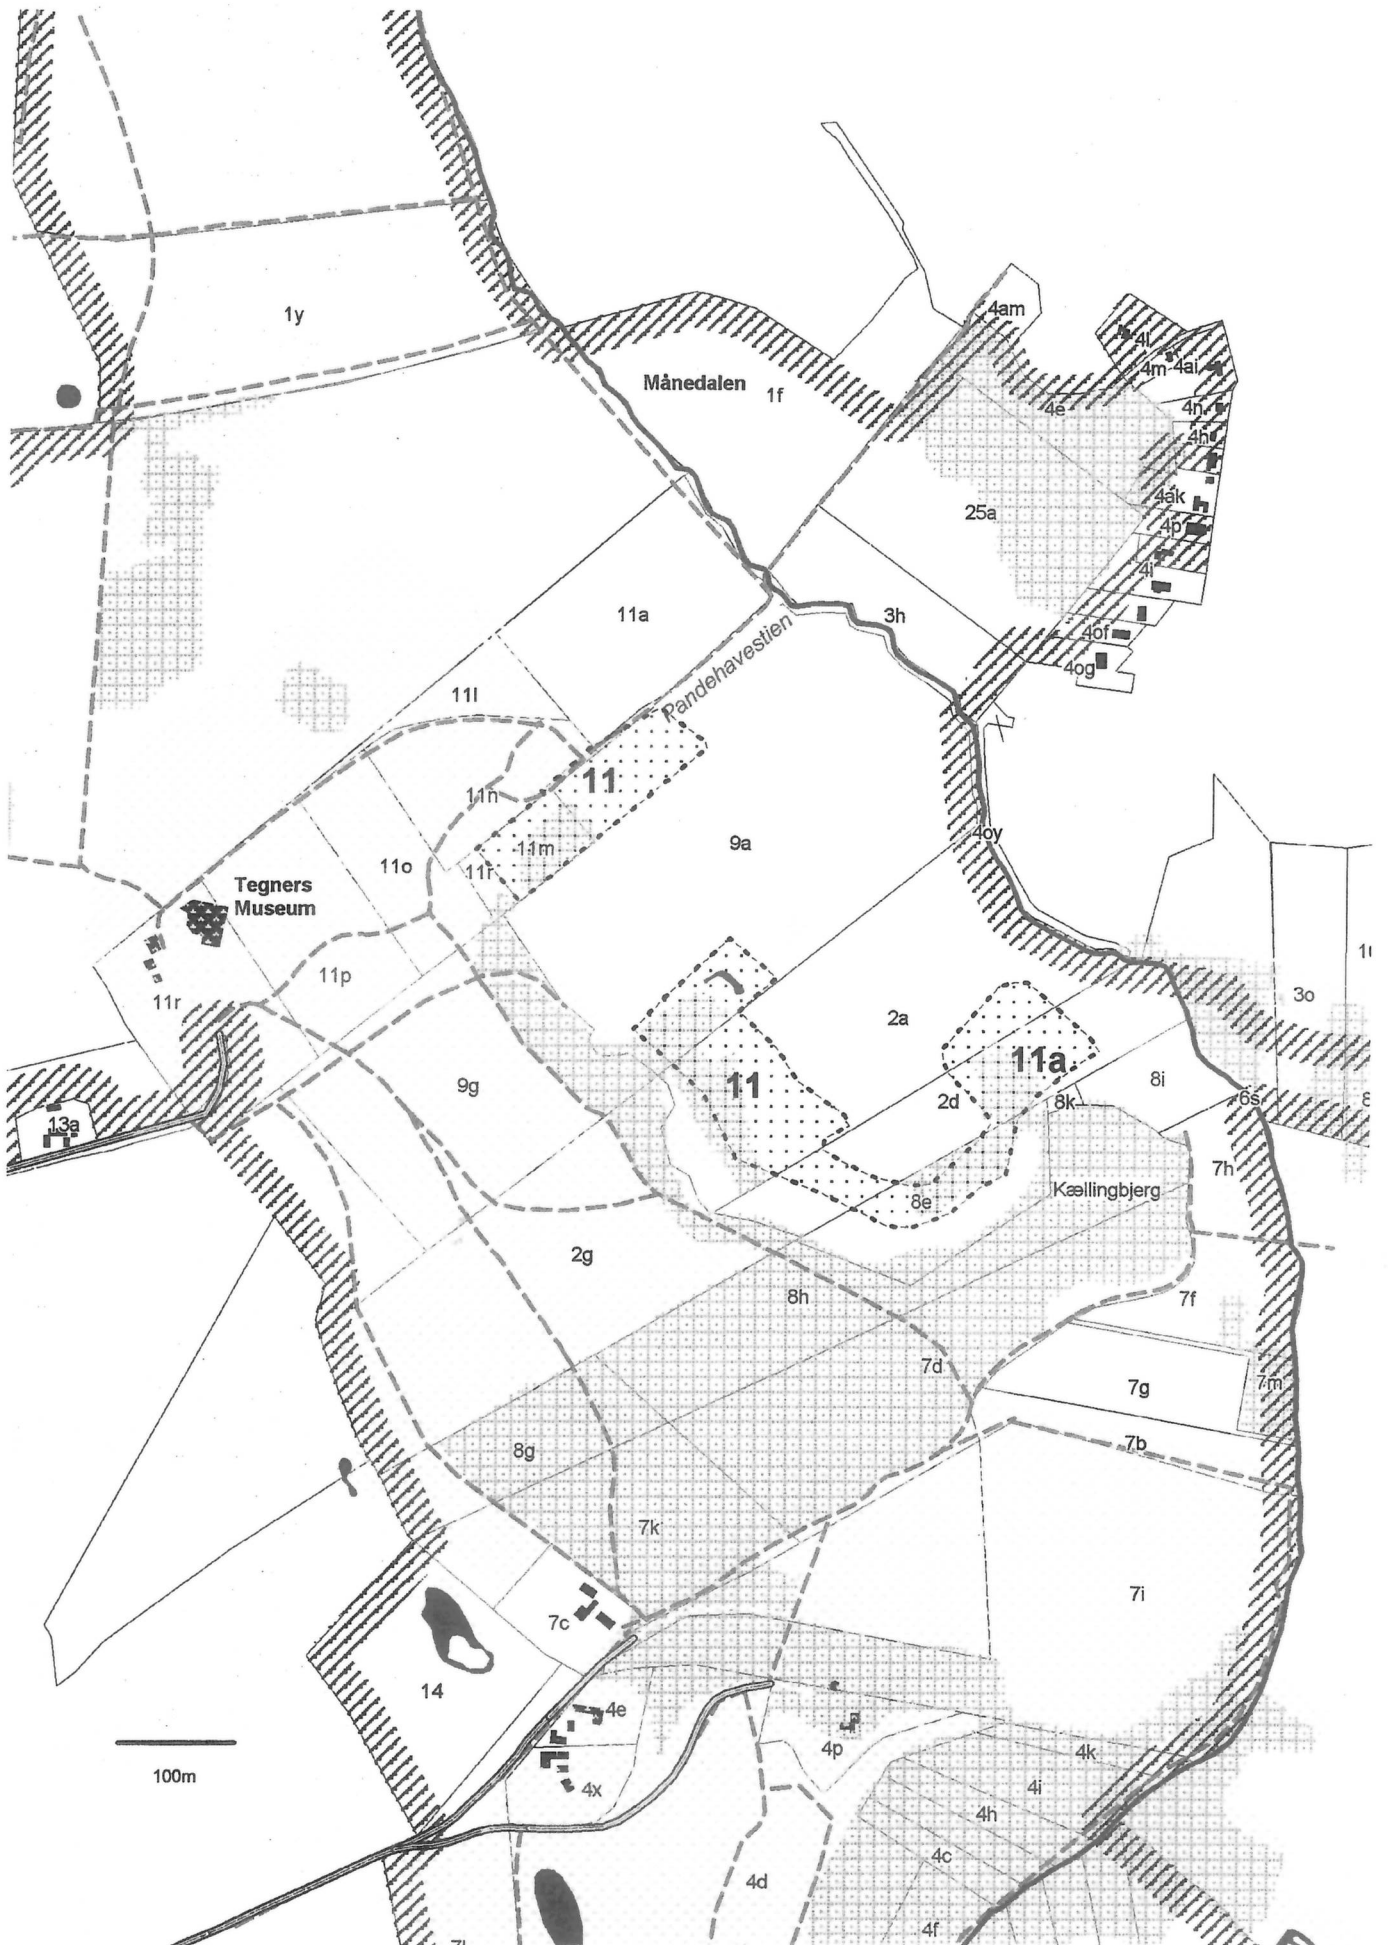 4am
1y
4l
4m
4ai
Månedalen
1f
4e
4n
4h
4ak
25a
4p
4i
11a
3h
4of
Pandehavestien
4og
11l
11
11n
4oy
9a
11m
11o
11r
Tegners
Museum
11p
3o
11r
2a
11a
9g
11
8i
2d
8k
6s
8
13a
7h
Kællingbjerg
8e
2g
8h
7f
7d
7g
7m
7b
8g
7k
7i
7c
14
4e
4p
4k
100m
4x
4i
4h
4c
4d
4f